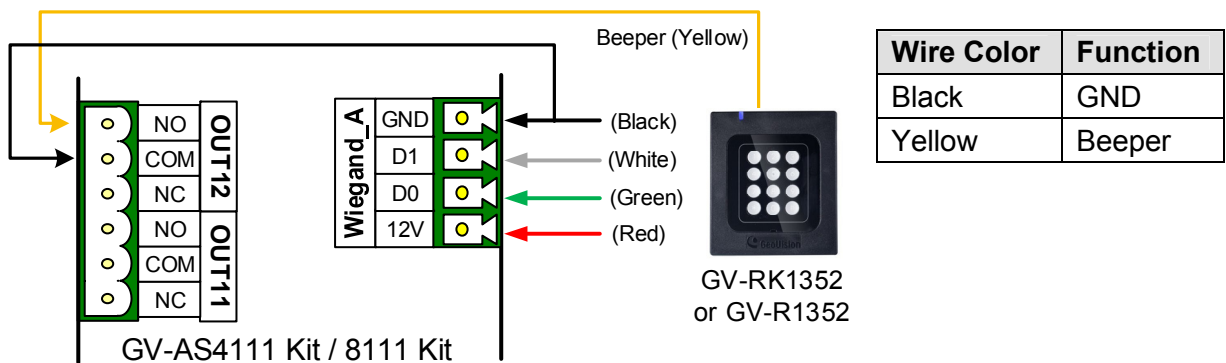 Beeper (Yellow)
NO
COM
NC
OUT12
NO
COM
NC
OUT11
Wiegand_A
GND
D1
D0
12V
(Black)
(White)
(Green)
(Red)
GeoVision
GV-RK1352
or GV-R1352
GV-AS4111 Kit / 8111 Kit
Wire Color Function
Black GND
Yellow Beeper